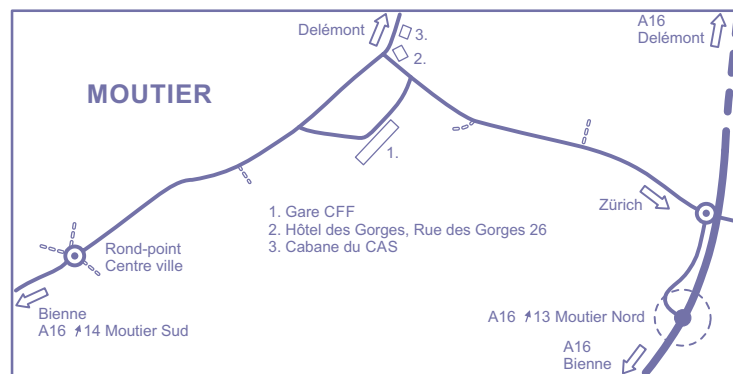 Delémont
3.
2.
A16
Delémont
MOUTIER
1.
1. Gare CFF
2. Hôtel des Gorges, Rue des Gorges 26
3. Cabane du CAS
Zürich
Rond-point
Centre ville
Bienne
A16 14 Moutier Sud
A16 13 Moutier Nord
A16
Bienne